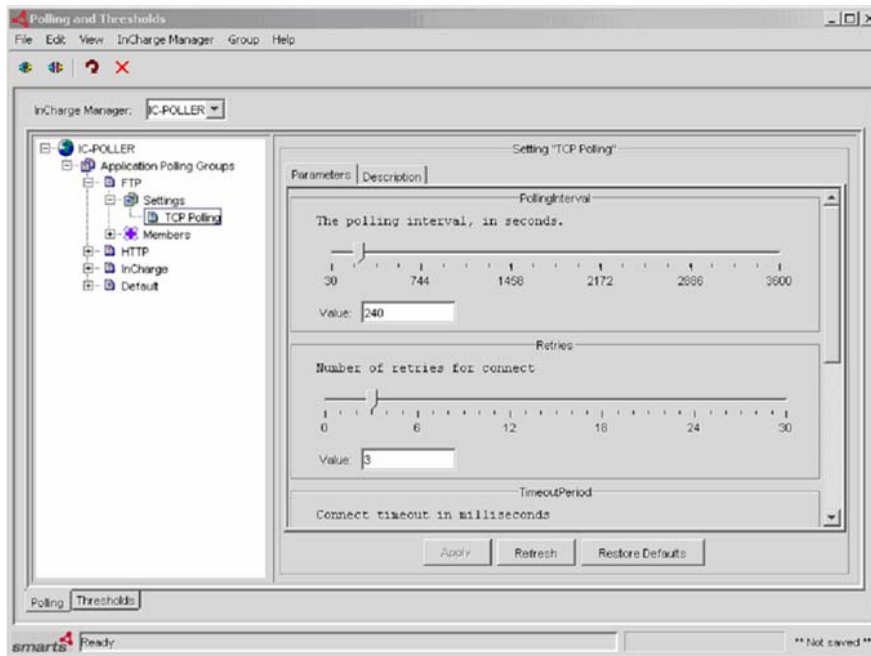 Polling and Thresholds
File Edit View InCharge Manager Group Help
InCharge Manager: IC-POLLER
IC-POLLER
Application Polling Groups
FTP
Settings
TCP Polling
Members
HTTP
InCharge
Default
Setting "TCP Polling"
Parameters Description
PollingInterval
The polling interval, in seconds.
30 744 1458 2172 2886 3600
Value: 240
Retries
Number of retries for connect
0 6 12 18 24 30
Value: 3
TimeoutPeriod
Connect timeout in milliseconds
Apply Refresh Restore Defaults
Polling Thresholds
smarts Ready ** Not saved **